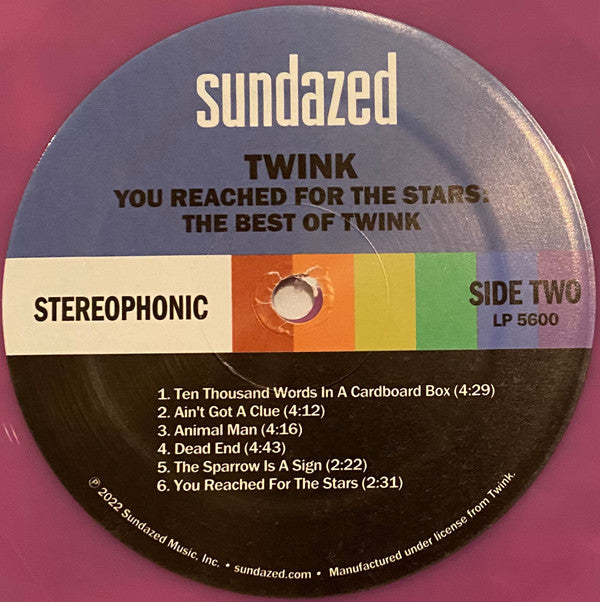 sundazed
TWINK
YOU REACHED FOR THE STARS:
THE BEST OF TWINK
STEREOPHONIC
SIDE TWO
LP 5600
1. Ten Thousand Words In A Cardboard Box (4:29)
2. Ain't Got A Clue (4:12)
3. Animal Man (4:16)
4. Dead End (4:43)
5. The Sparrow Is A Sign (2:22)
6. You Reached For The Stars (2:31)
℗ 2022 Sundazed Music, Inc. • sundazed.com • Manufactured under license from Twink.